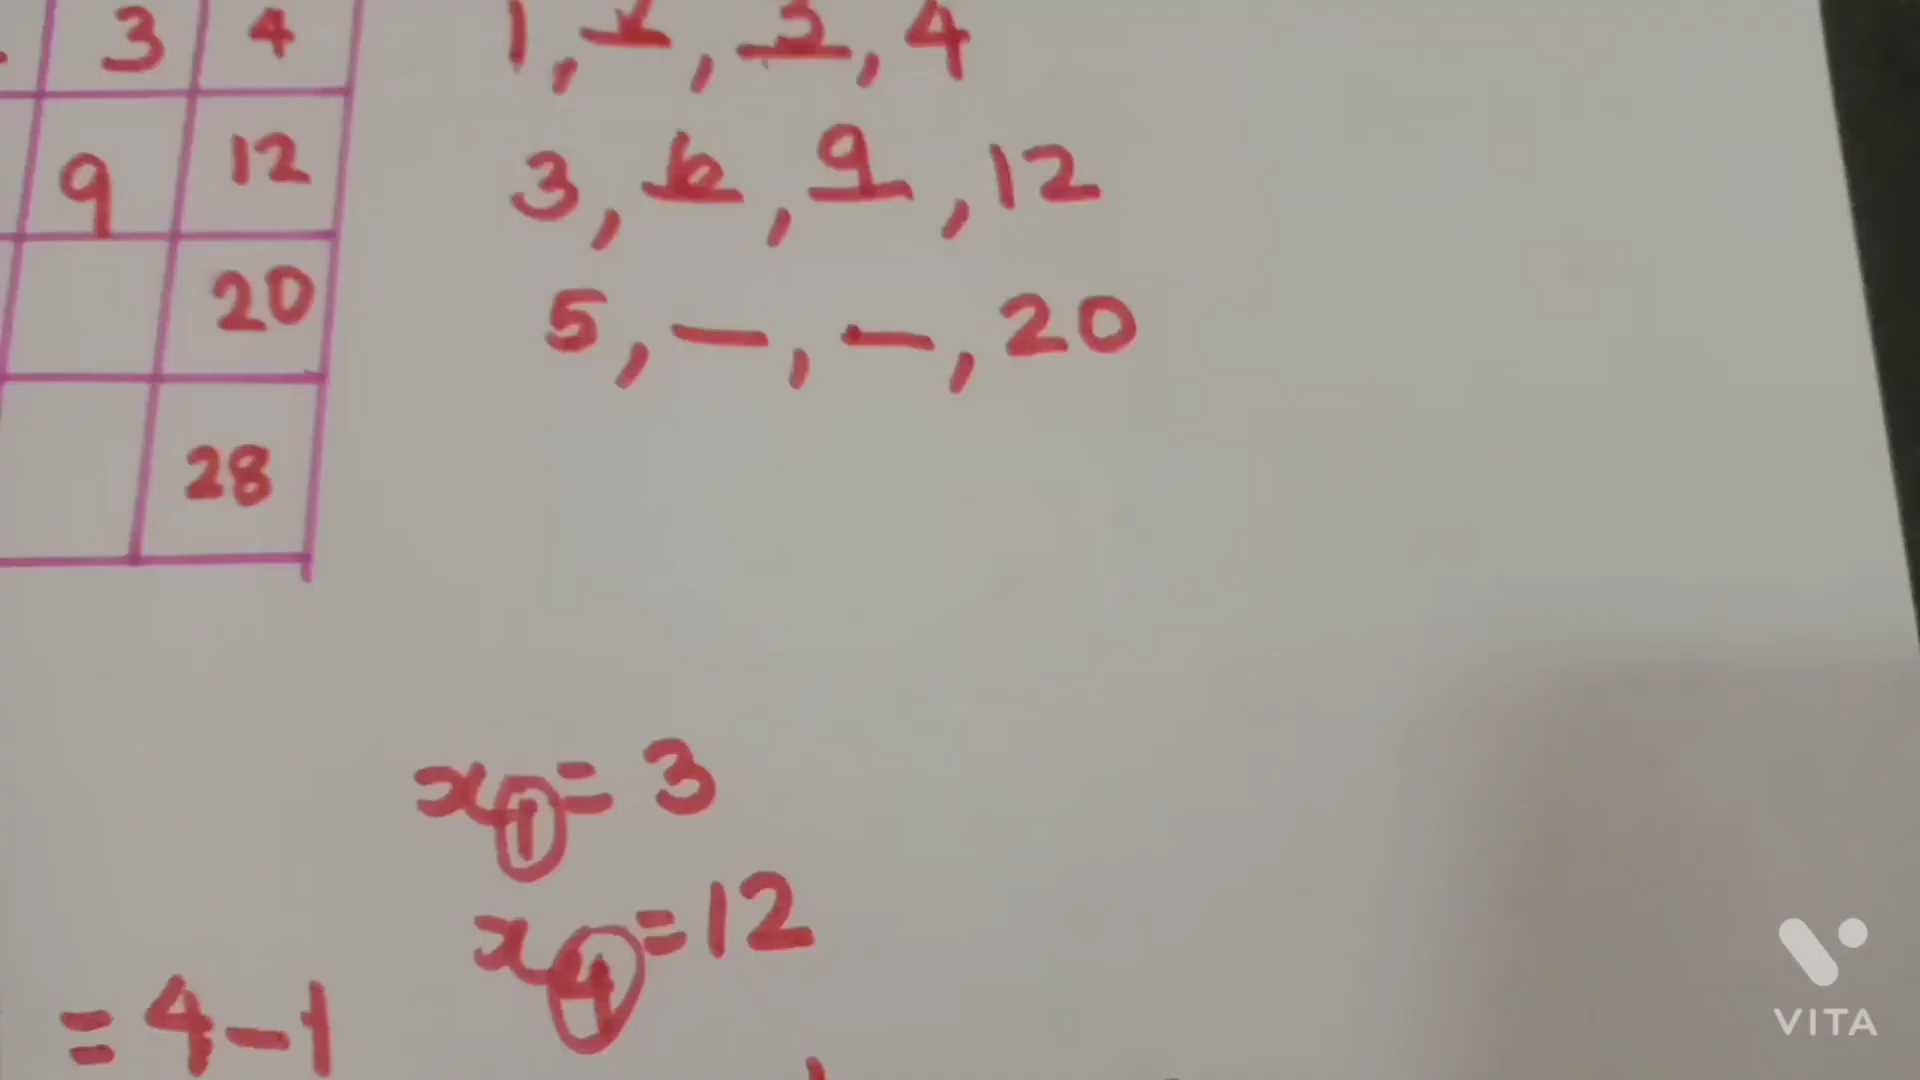 3 4
9 12
20
28
1, 2, 3, 4
3, 6, 9, 12
5, —, —, 20
x1 = 3
x4 = 12
= 4 - 1
VITA